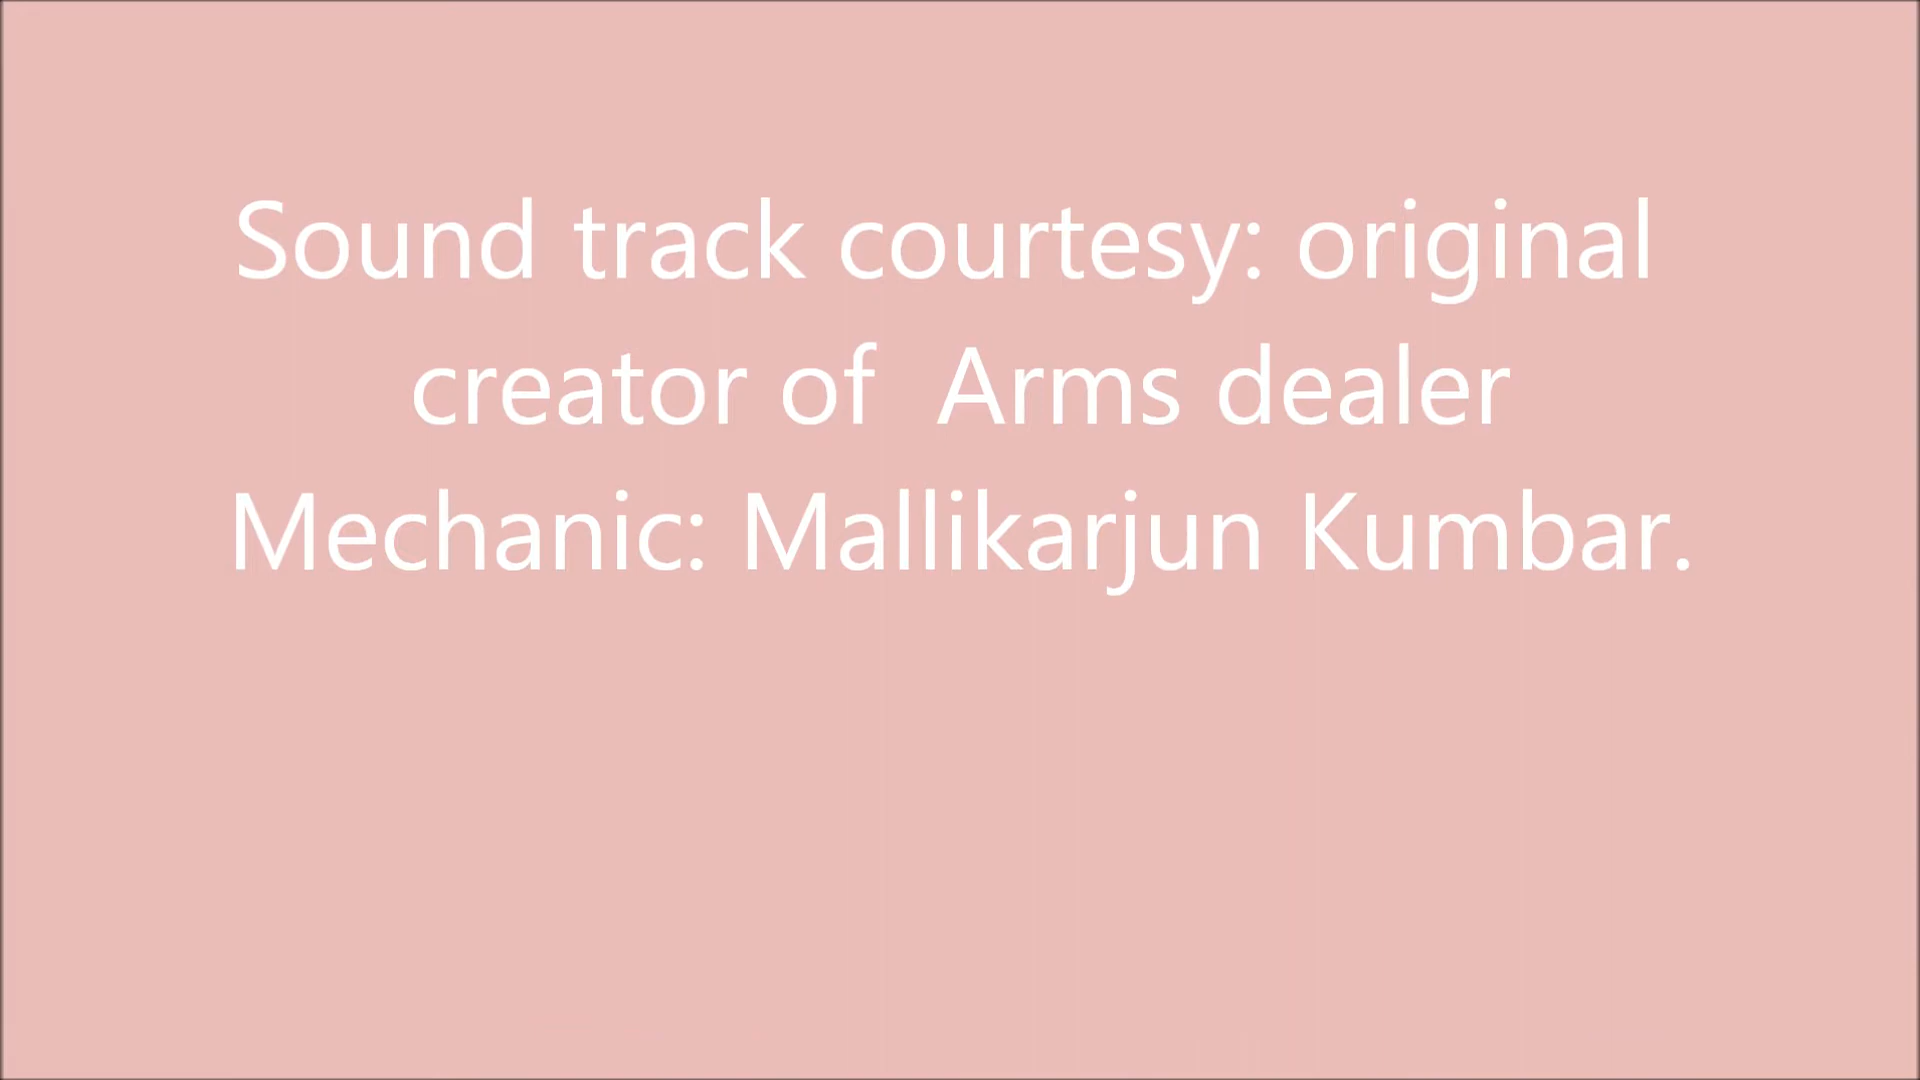 Sound track courtesy: original
creator of  Arms dealer
Mechanic: Mallikarjun Kumbar.